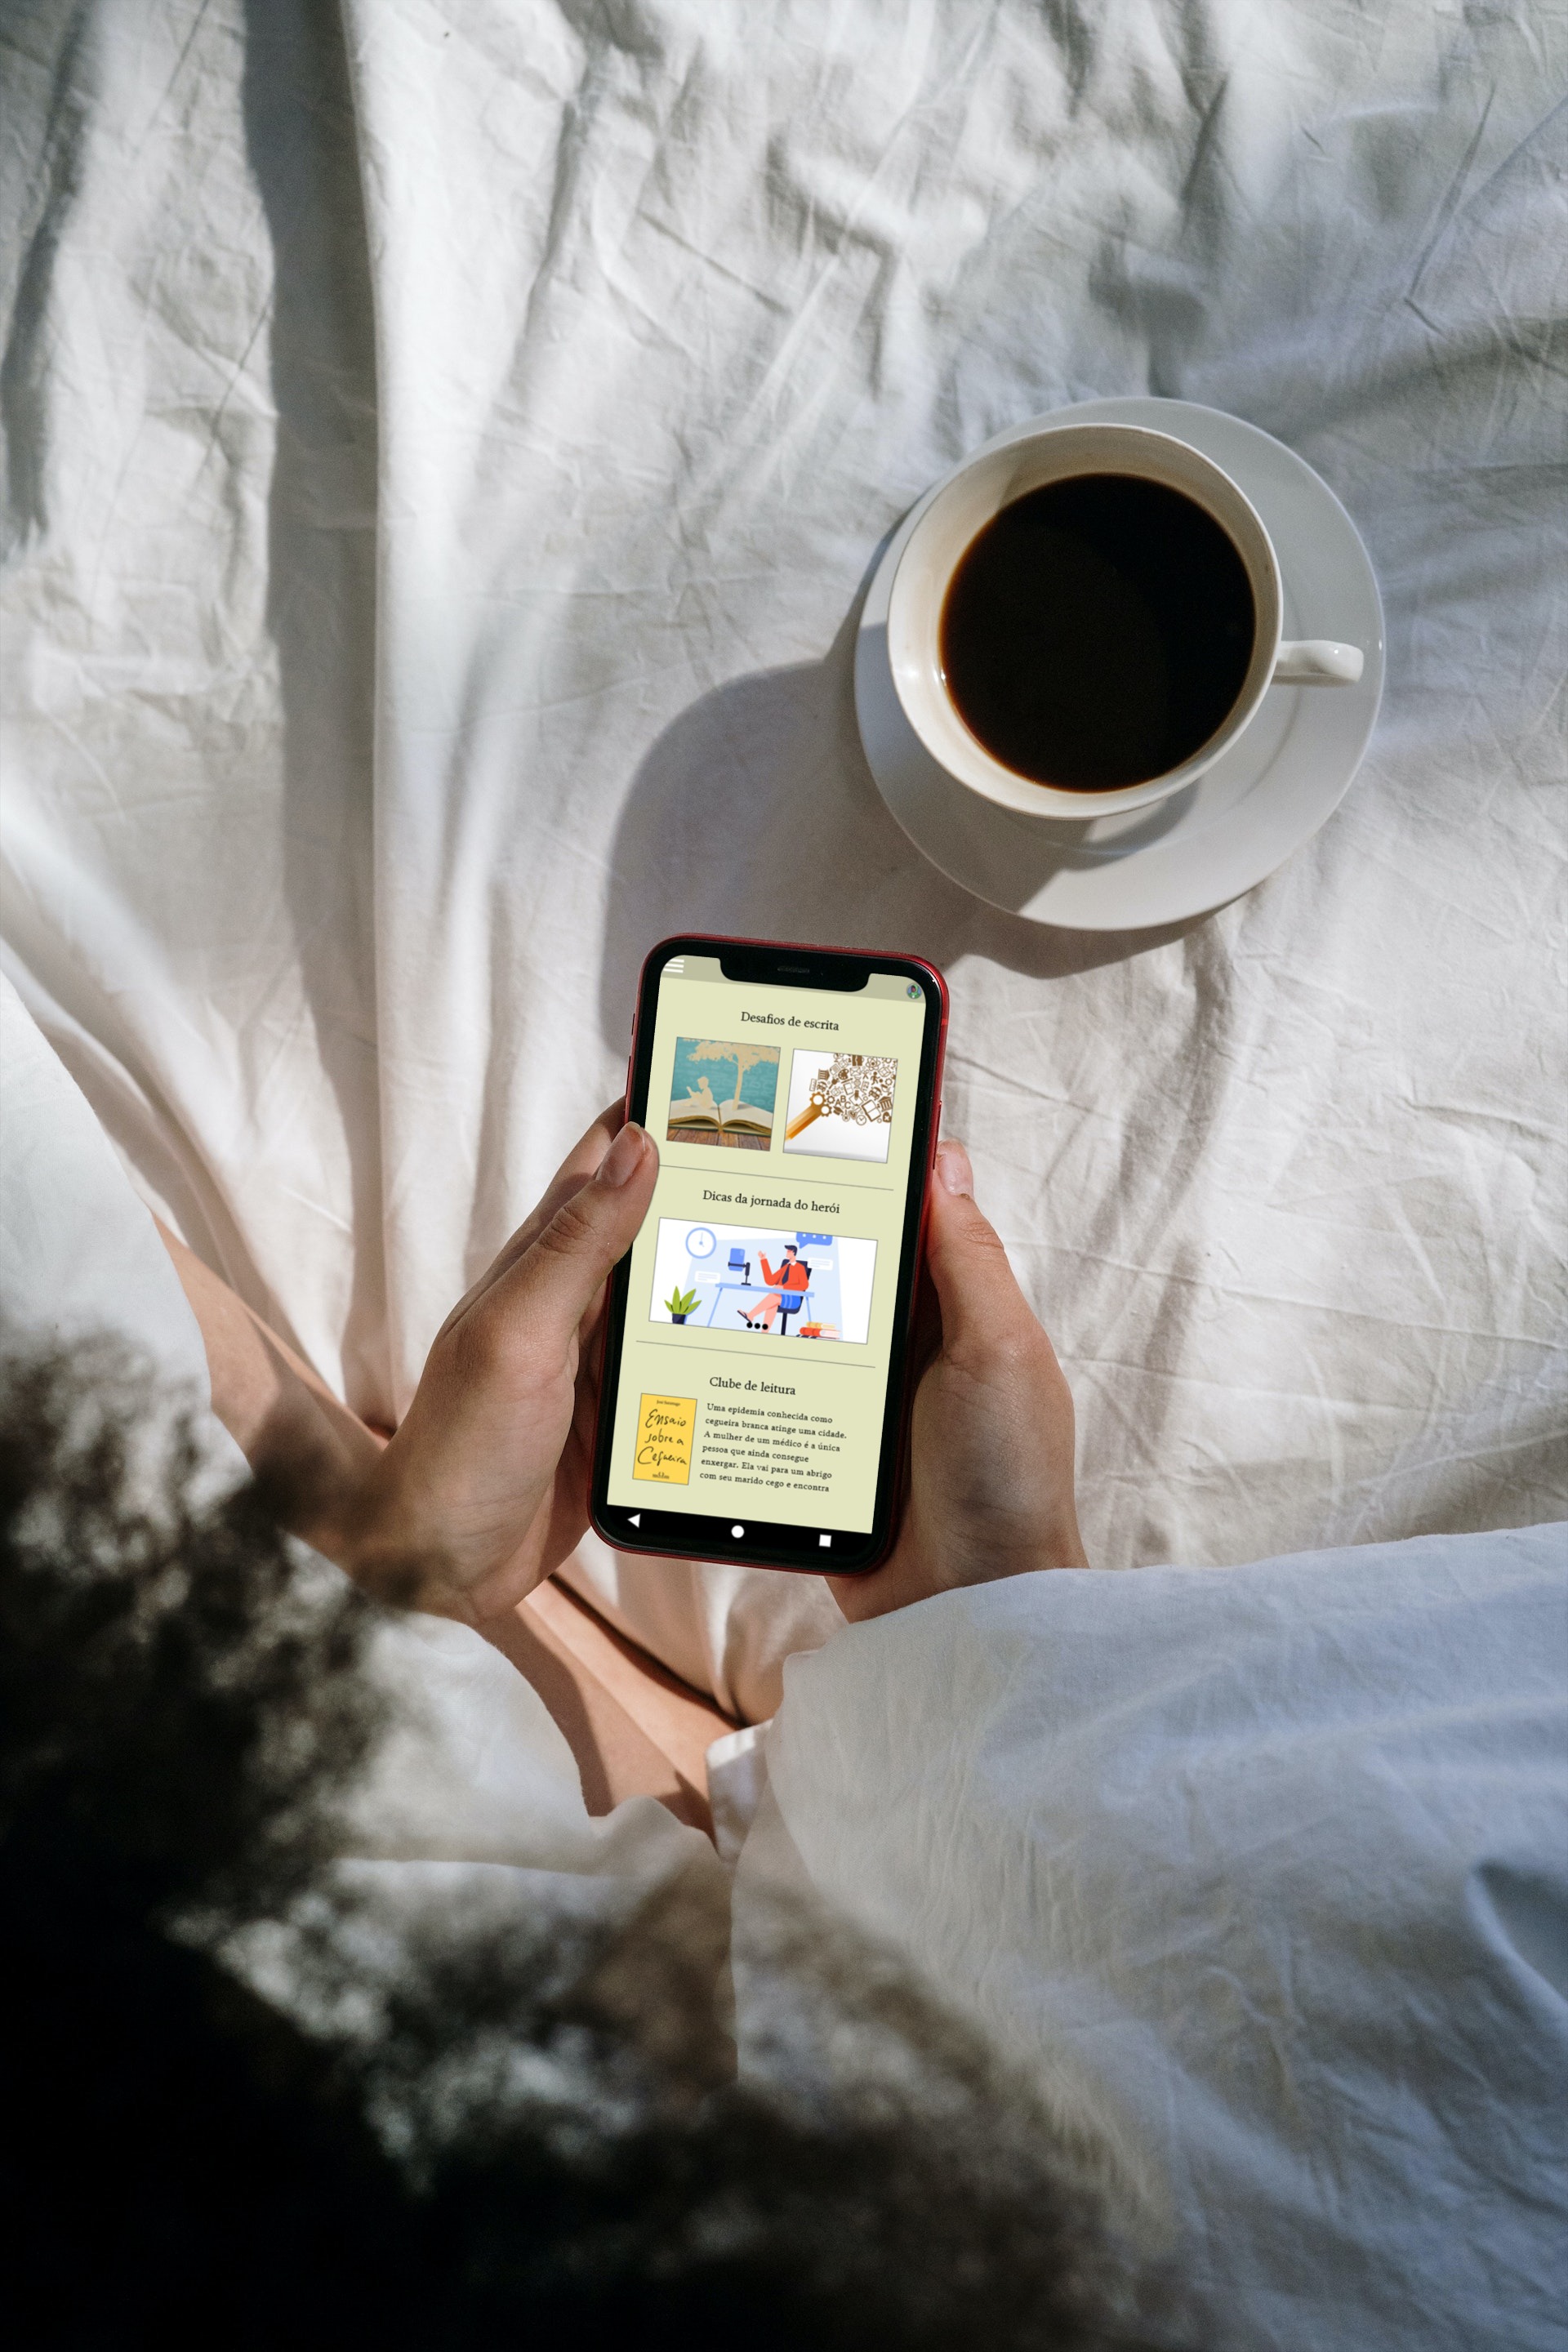 Desafios de escrita
Dicas da jornada do herói
Clube de leitura
José Saramago
Ensaio
sobre a
Cegueira
Uma epidemia conhecida como
cegueira branca atinge uma cidade.
A mulher de um médico é a única
pessoa que ainda consegue
enxergar. Ela vai para um abrigo
com seu marido cego e encontra